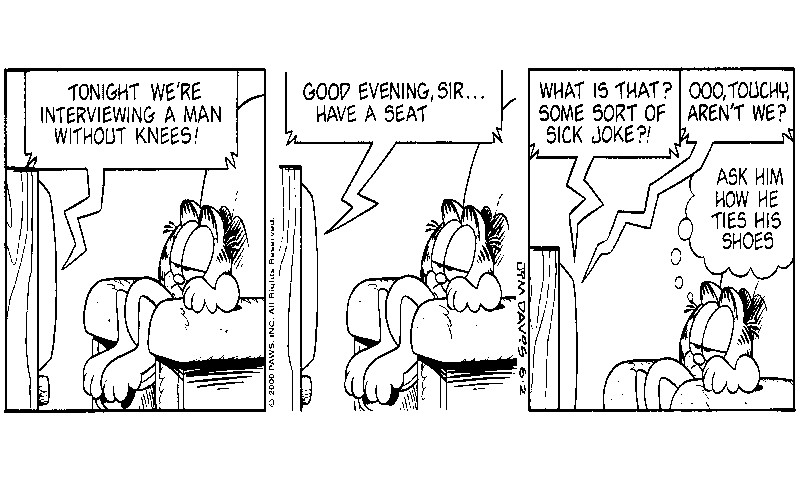 TONIGHT WE'RE
INTERVIEWING A MAN
WITHOUT KNEES!
GOOD EVENING, SIR...
HAVE A SEAT
© 2000 PAWS, INC. All Rights Reserved.
WHAT IS THAT?
SOME SORT OF
SICK JOKE?!
OOO, TOUCHY,
AREN'T WE?
ASK HIM
HOW HE
TIES HIS
SHOES
JPM DAVIS 6-2